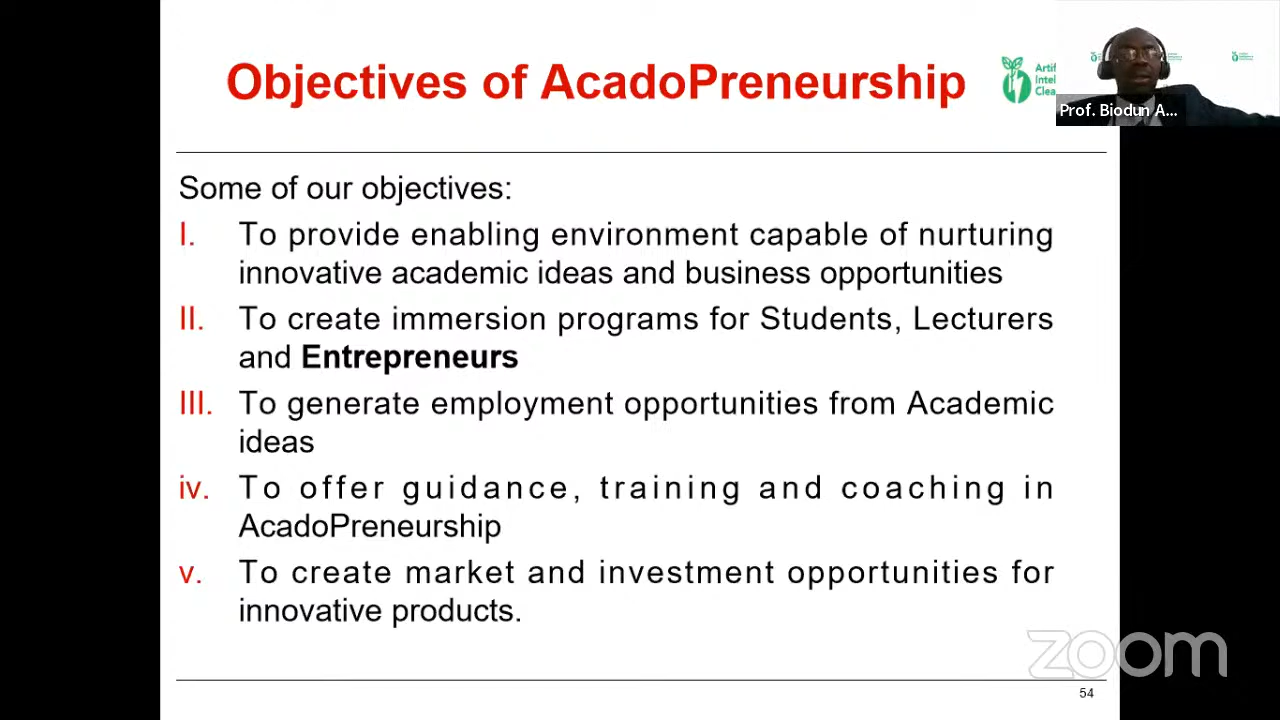 Objectives of AcadoPreneurship
Artif
Intel
Clea
Prof. Biodun A...
Some of our objectives:
I. To provide enabling environment capable of nurturing
innovative academic ideas and business opportunities
II. To create immersion programs for Students, Lecturers
and Entrepreneurs
III. To generate employment opportunities from Academic
ideas
iv. To offer guidance, training and coaching in
AcadoPreneurship
v. To create market and investment opportunities for
innovative products.
zoom
54